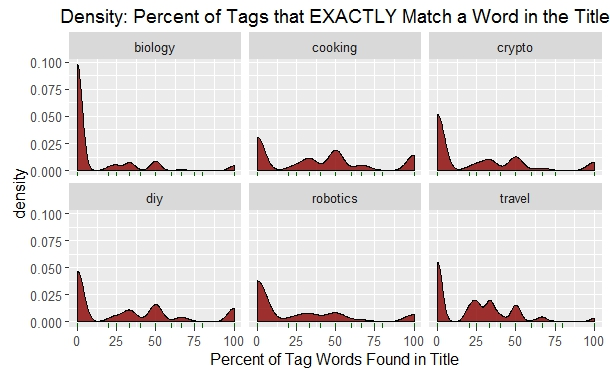 Density: Percent of Tags that EXACTLY Match a Word in the Title
biology cooking crypto
0.100
0.075
0.050
0.025
0.000
density
diy robotics travel
0.100
0.075
0.050
0.025
0.000
0 25 50 75 100 0 25 50 75 100 0 25 50 75 100
Percent of Tag Words Found in Title